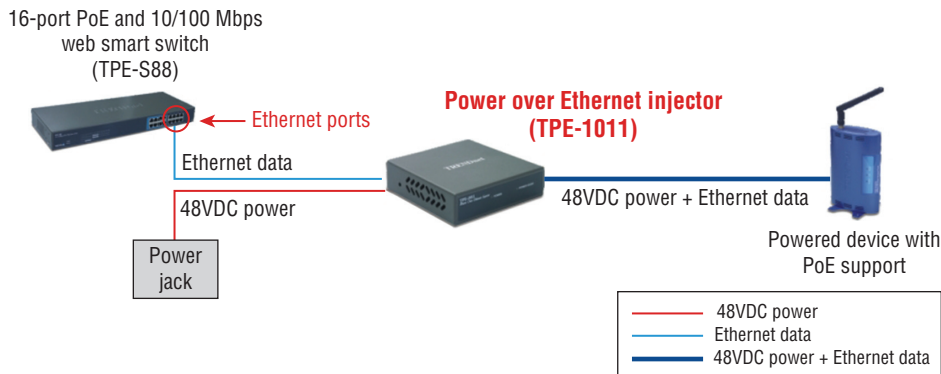 16-port PoE and 10/100 Mbps
web smart switch
(TPE-S88)
Ethernet ports
Power over Ethernet injector
(TPE-1011)
TRENDnet
Ethernet data
48VDC power
48VDC power + Ethernet data
Power
jack
Powered device with
PoE support
48VDC power
Ethernet data
48VDC power + Ethernet data